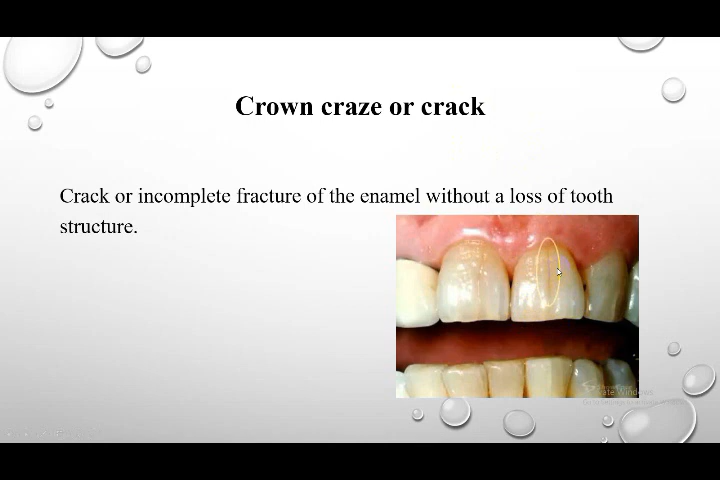 Crown craze or crack
Crack or incomplete fracture of the enamel without a loss of tooth
structure.